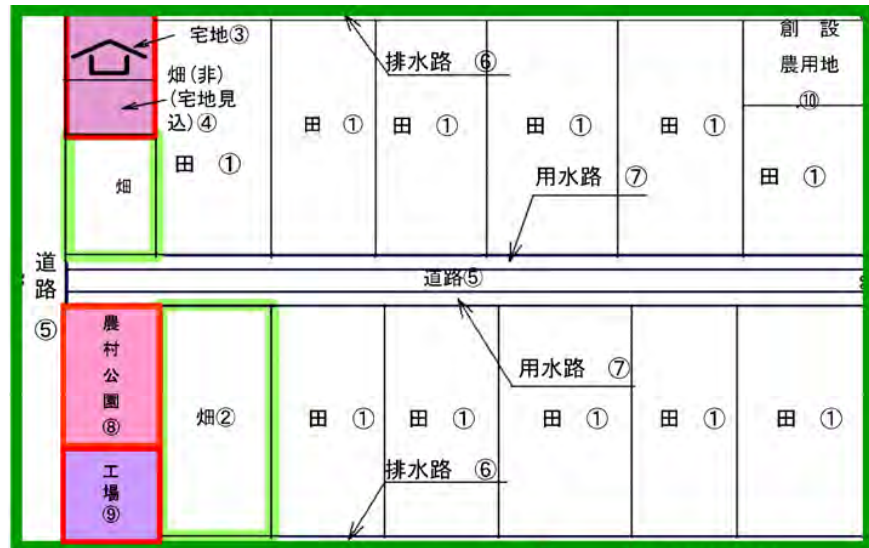 宅地③
畑(非)
(宅地見
込)④
排水路 ⑥
創 設
農用地
⑩
田 ①
田 ①
田 ①
田 ①
田 ①
田 ①
畑
用水路 ⑦
道路⑤
道路⑤
農村公園⑧
畑②
用水路 ⑦
田 ①
田 ①
田 ①
田 ①
田 ①
排水路 ⑥
工場⑨